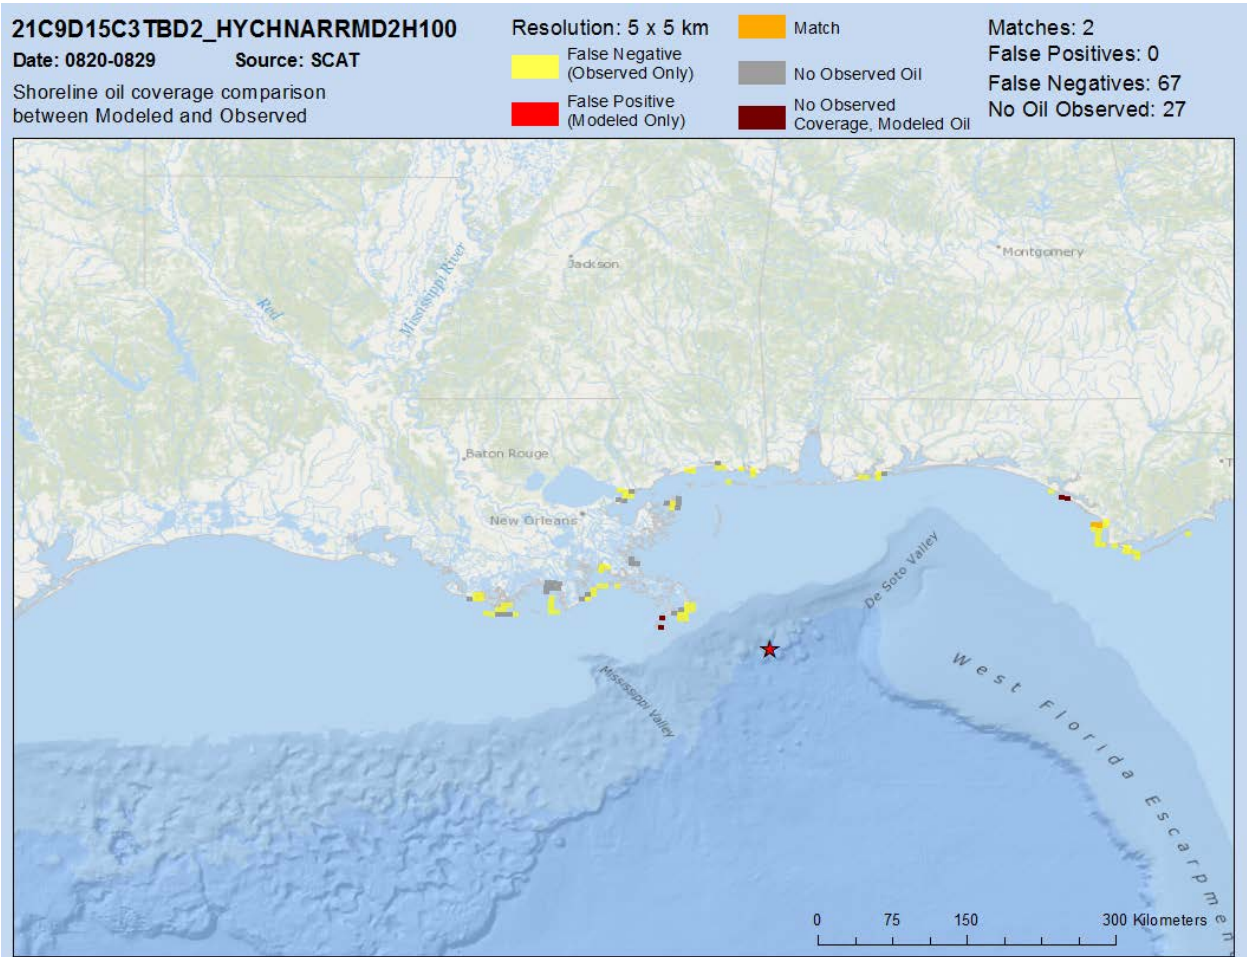 21C9D15C3TBD2_HYCHNARRMD2H100
Date: 0820-0829 Source: SCAT
Shoreline oil coverage comparison
between Modeled and Observed
Resolution: 5 x 5 km
False Negative
(Observed Only)
False Positive
(Modeled Only)
Match
No Observed Oil
No Observed
Coverage, Modeled Oil
Matches: 2
False Positives: 0
False Negatives: 67
No Oil Observed: 27
Montgomery
Jackson
Mississippi River
Red
Baton Rouge
T
New Orleans
De Soto Valley
Mississippi Valley
West Florida Escarpmen
0 75 150 300 Kilometers